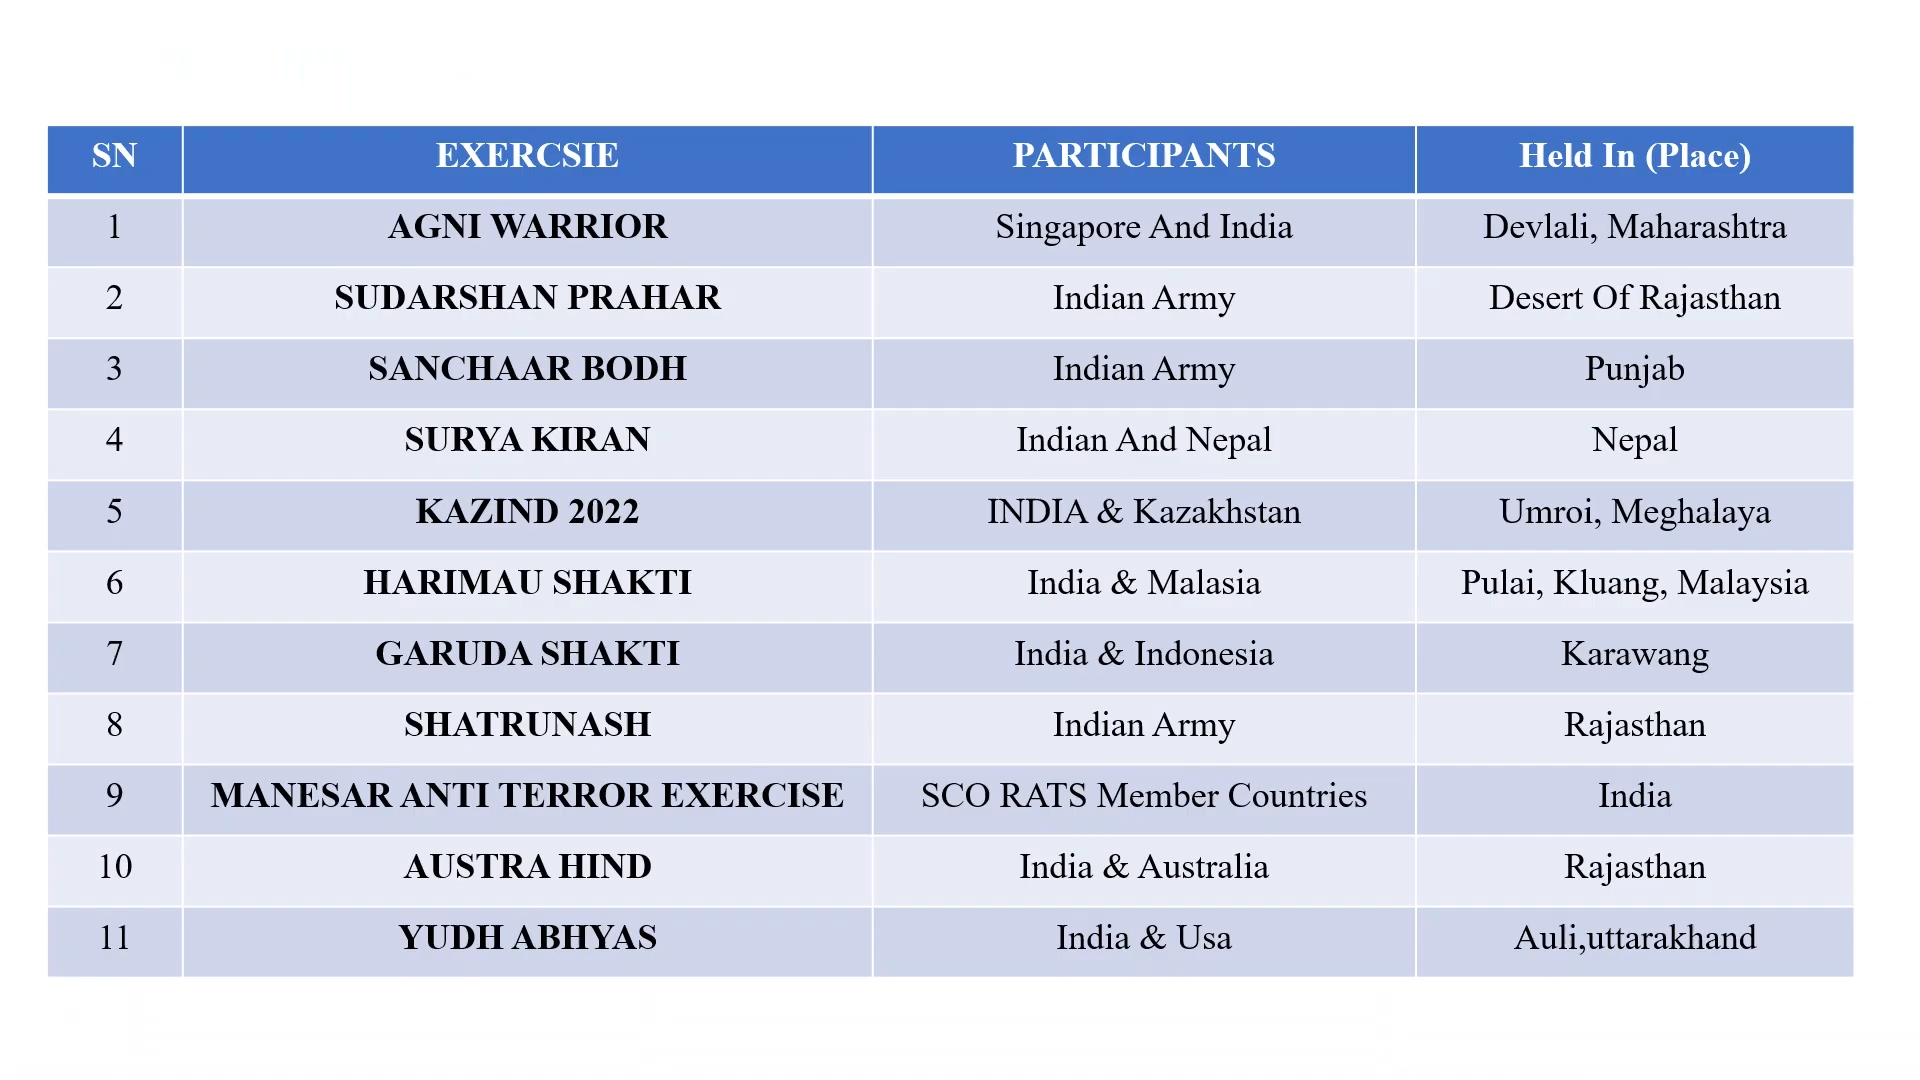 SN EXERCSIE PARTICIPANTS Held In (Place)
1 AGNI WARRIOR Singapore And India Devlali, Maharashtra
2 SUDARSHAN PRAHAR Indian Army Desert Of Rajasthan
3 SANCHAAR BODH Indian Army Punjab
4 SURYA KIRAN Indian And Nepal Nepal
5 KAZIND 2022 INDIA & Kazakhstan Umroi, Meghalaya
6 HARIMAU SHAKTI India & Malasia Pulai, Kluang, Malaysia
7 GARUDA SHAKTI India & Indonesia Karawang
8 SHATRUNASH Indian Army Rajasthan
9 MANESAR ANTI TERROR EXERCISE SCO RATS Member Countries India
10 AUSTRA HIND India & Australia Rajasthan
11 YUDH ABHYAS India & Usa Auli,uttarakhand